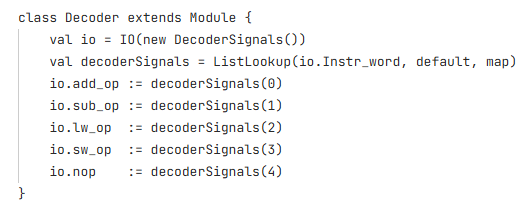 class Decoder extends Module {
    val io = IO(new DecoderSignals())
    val decoderSignals = ListLookup(io.Instr_word, default, map)
    io.add_op := decoderSignals(0)
    io.sub_op := decoderSignals(1)
    io.lw_op  := decoderSignals(2)
    io.sw_op  := decoderSignals(3)
    io.nop    := decoderSignals(4)
}